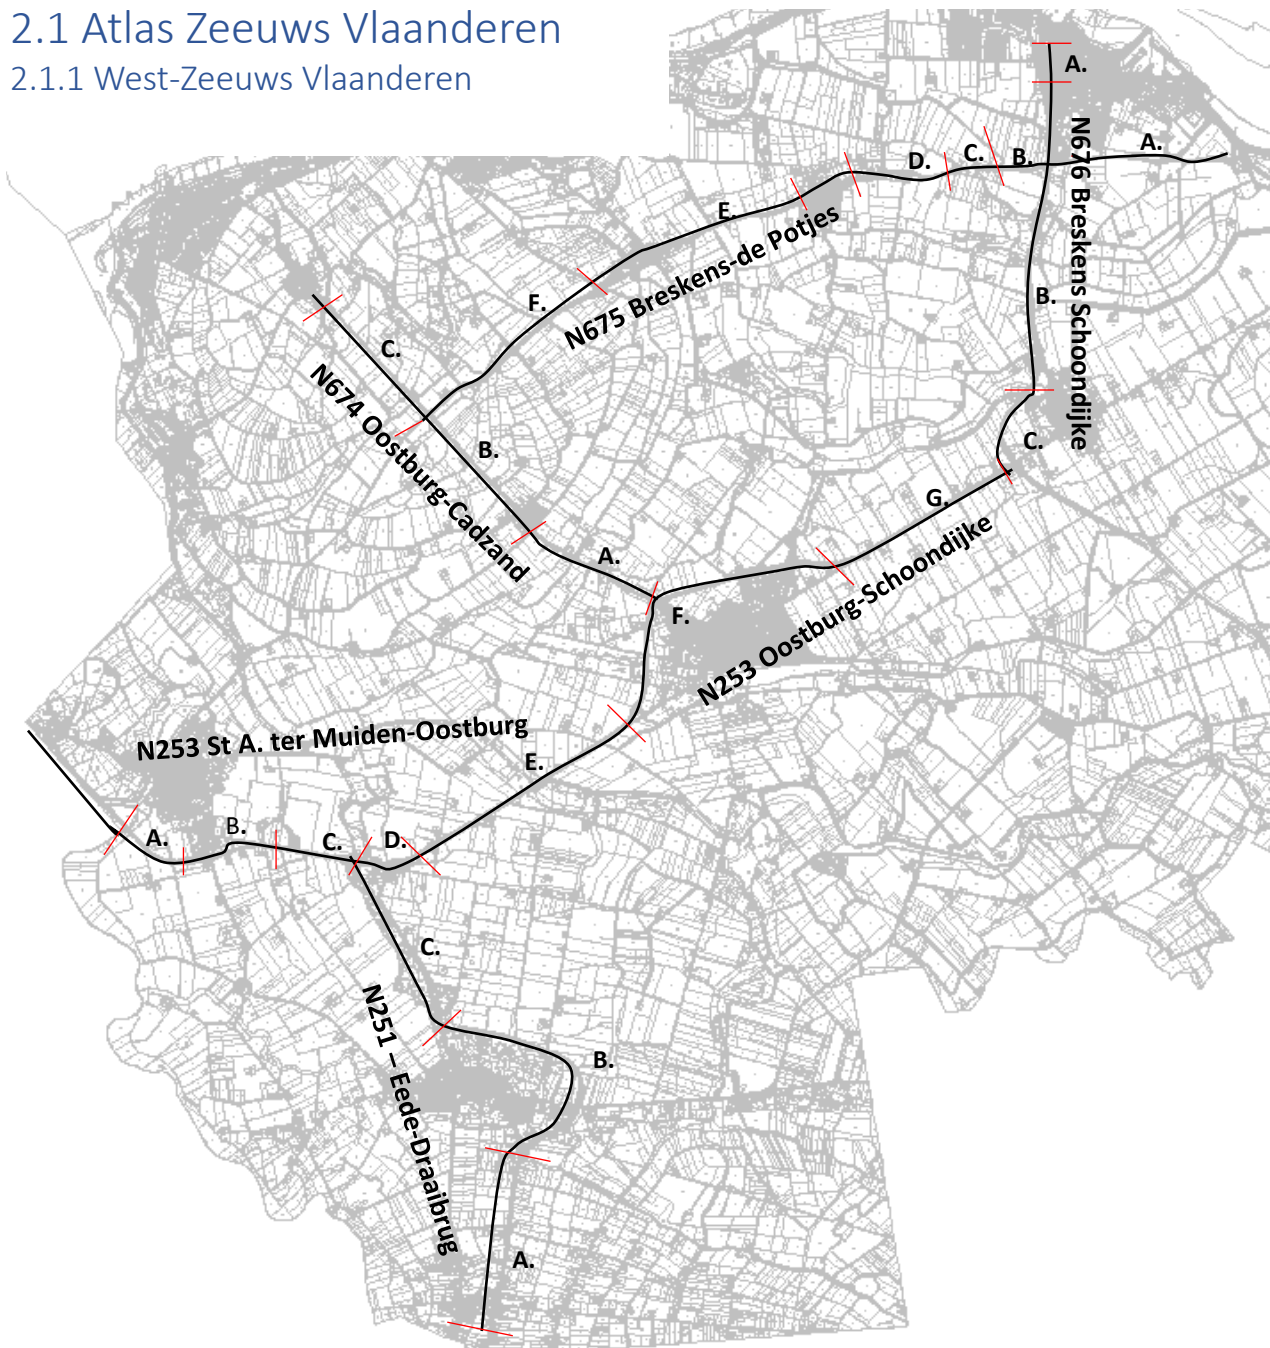 2.1 Atlas Zeeuws Vlaanderen
2.1.1 West-Zeeuws Vlaanderen
A.
N676 Breskens Schoondijke
A.
B.
C.
D.
E.
N675 Breskens-de Potjes
B.
F.
C.
N674 Oostburg-Cadzand
B.
C.
G.
A.
F.
N253 Oostburg-Schoondijke
N253 St A. ter Muiden-Oostburg
E.
A.
B.
C.
D.
C.
N251 – Eede-Draaibrug
B.
A.